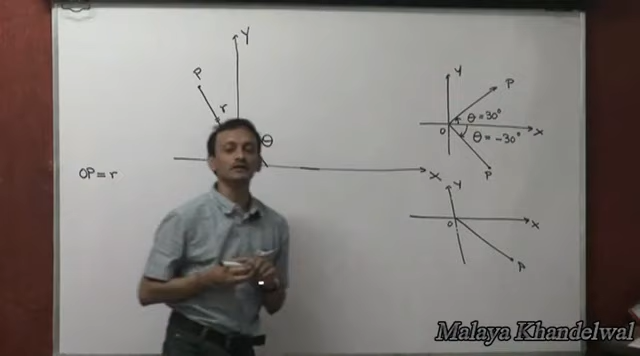 Y
P
r
θ
X
OP = r
Y
P
θ = 30°
O
X
θ = -30°
P
Y
O
X
P
Malaya Khandelwal